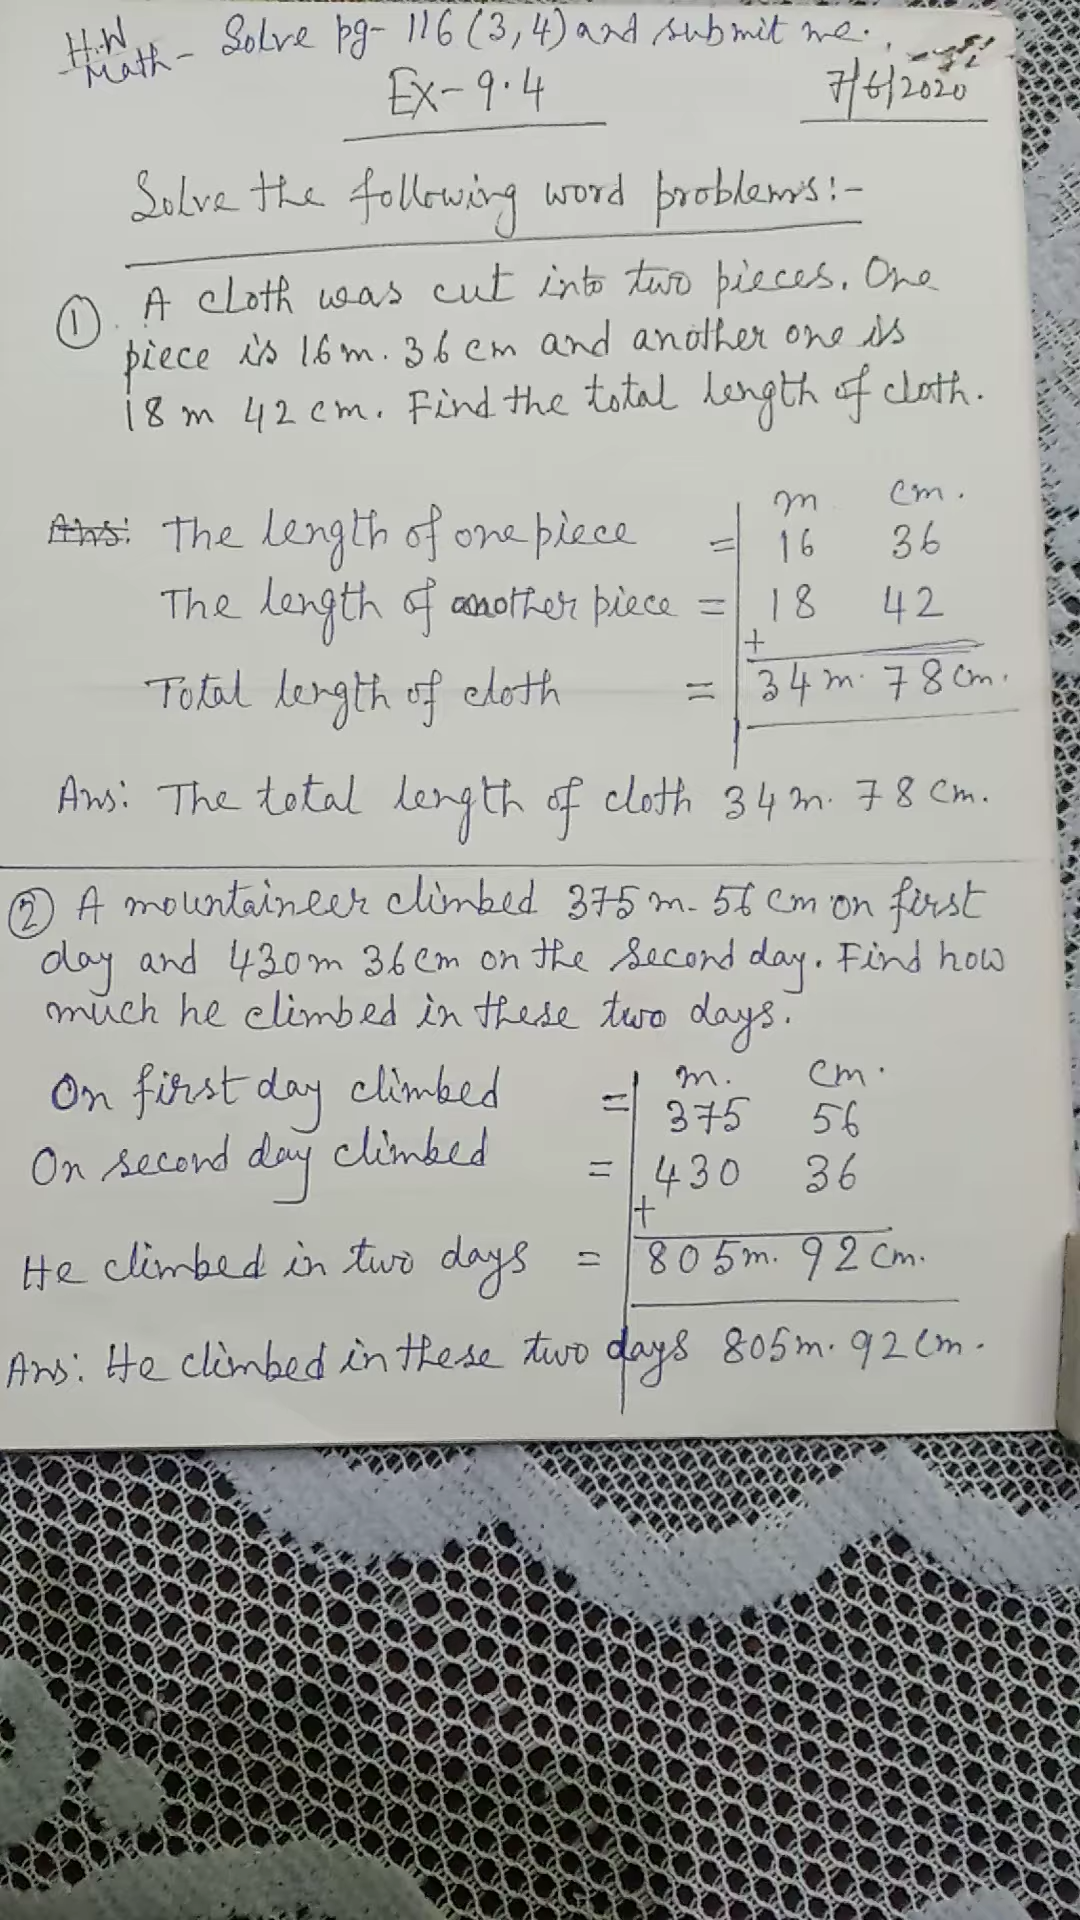 H.W
Math - Solve pg- 116 (3, 4) and submit me.
Ex- 9.4
7/6/2020
Solve the following word problems:-
① A cloth was cut into two pieces. One
piece is 16 m. 36 cm and another one is
18 m 42 cm. Find the total length of cloth.
m cm.
Ans: The length of one piece = 16 36
The length of another piece = 18 42
+
Total length of cloth = 34 m. 78 cm.
Ans: The total length of cloth 34 m. 78 cm.
② A mountaineer climbed 375 m. 56 cm on first
day and 430 m 36 cm on the second day. Find how
much he climbed in these two days.
m. cm.
On first day climbed = 375 56
On second day climbed = 430 36
+
He climbed in two days = 805 m. 92 cm.
Ans: He climbed in these two days 805 m. 92 cm.